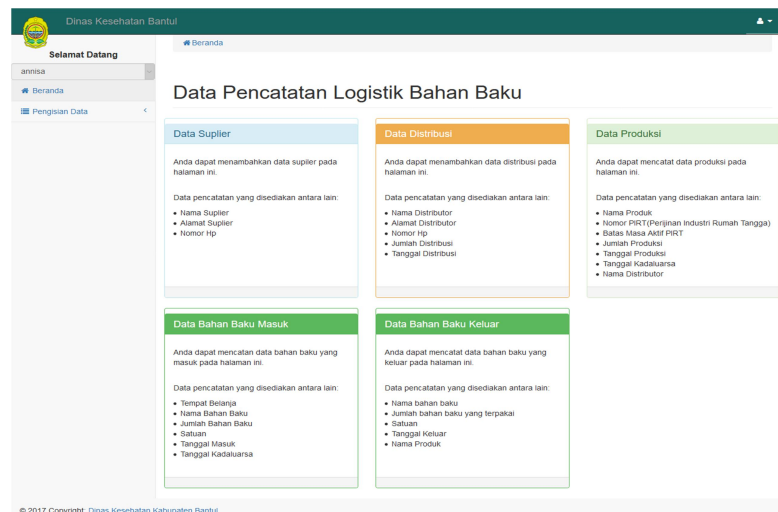 Dinas Kesehatan Bantul
Selamat Datang
annisa
Beranda
Pengisian Data
Beranda
Data Pencatatan Logistik Bahan Baku
Data Suplier
Anda dapat menambahkan data supiler pada
halaman ini.
Data pencatatan yang disediakan antara lain:
• Nama Suplier
• Alamat Suplier
• Nomor Hp
Data Distribusi
Anda dapat menambahkan data distribusi pada
halaman ini.
Data pencatatan yang disediakan antara lain:
• Nama Distributor
• Alamat Distributor
• Nomor Hp
• Jumlah Distribusi
• Tanggal Distribusi
Data Produksi
Anda dapat mencatat data produksi pada
halaman ini.
Data pencatatan yang disediakan antara lain:
• Nama Produk
• Nomor PIRT(Perijinan Industri Rumah Tangga)
• Batas Masa Aktif PIRT
• Jumlah Produksi
• Tanggal Produksi
• Tanggal Kadaluarsa
• Nama Distributor
Data Bahan Baku Masuk
Anda dapat mencatan data bahan baku yang
masuk pada halaman ini.
Data pencatatan yang disediakan antara lain:
• Tempat Belanja
• Nama Bahan Baku
• Jumlah Bahan Baku
• Satuan
• Tanggal Masuk
• Tanggal Kadaluarsa
Data Bahan Baku Keluar
Anda dapat mencatat data bahan baku yang
keluar pada halaman ini.
Data pencatatan yang disediakan antara lain:
• Nama bahan baku
• Jumlah bahan baku yang terpakai
• Satuan
• Tanggal Keluar
• Nama Produk
© 2017 Copyright: Dinas Kesehatan Kabupaten Bantul